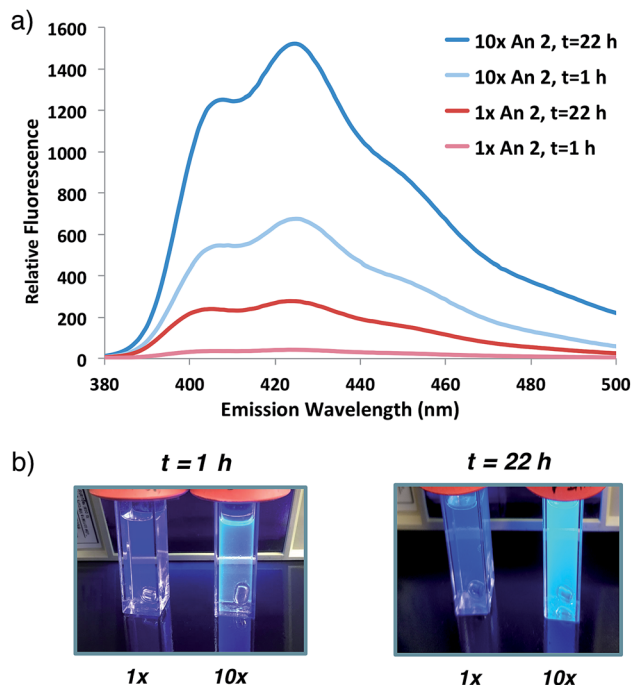 a)
1600
1400
1200
1000
800
600
400
200
0
Relative Fluorescence
10x An 2, t=22 h
10x An 2, t=1 h
1x An 2, t=22 h
1x An 2, t=1 h
380 400 420 440 460 480 500
Emission Wavelength (nm)
b)
t = 1 h t = 22 h
1x 10x 1x 10x